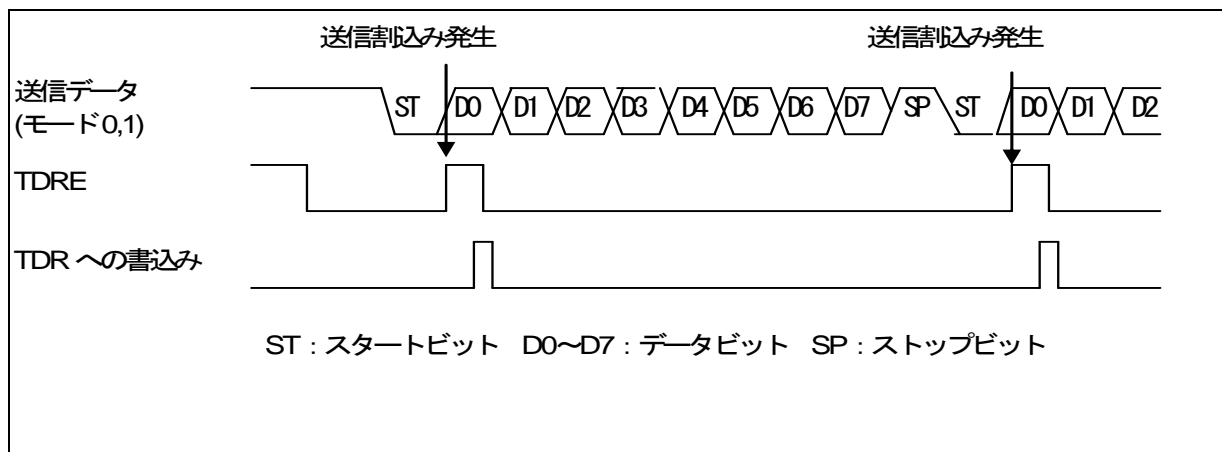 送信割込み発生 送信割込み発生
送信データ
(モード0,1)
ST D0 D1 D2 D3 D4 D5 D6 D7 SP ST D0 D1 D2
TDRE
TDR への書込み
ST：スタートビット D0～D7：データビット SP：ストップビット